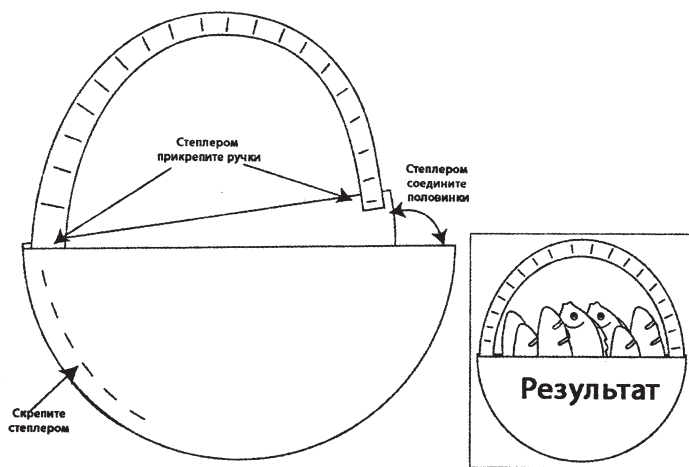 Степлером
прикрепите ручки
Степлером
соедините
половинки
Скрепите
степлером
Результат